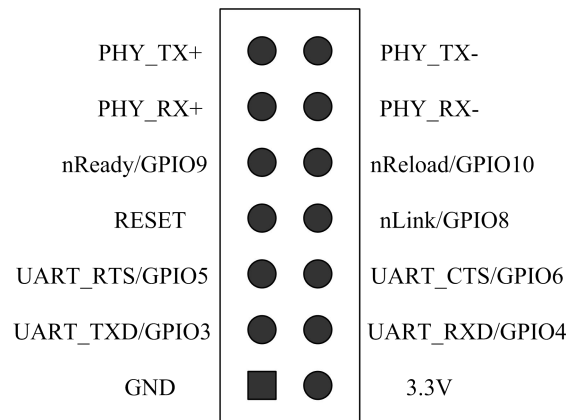 PHY_TX+ PHY_TX-
PHY_RX+ PHY_RX-
nReady/GPIO9 nReload/GPIO10
RESET nLink/GPIO8
UART_RTS/GPIO5 UART_CTS/GPIO6
UART_TXD/GPIO3 UART_RXD/GPIO4
GND 3.3V